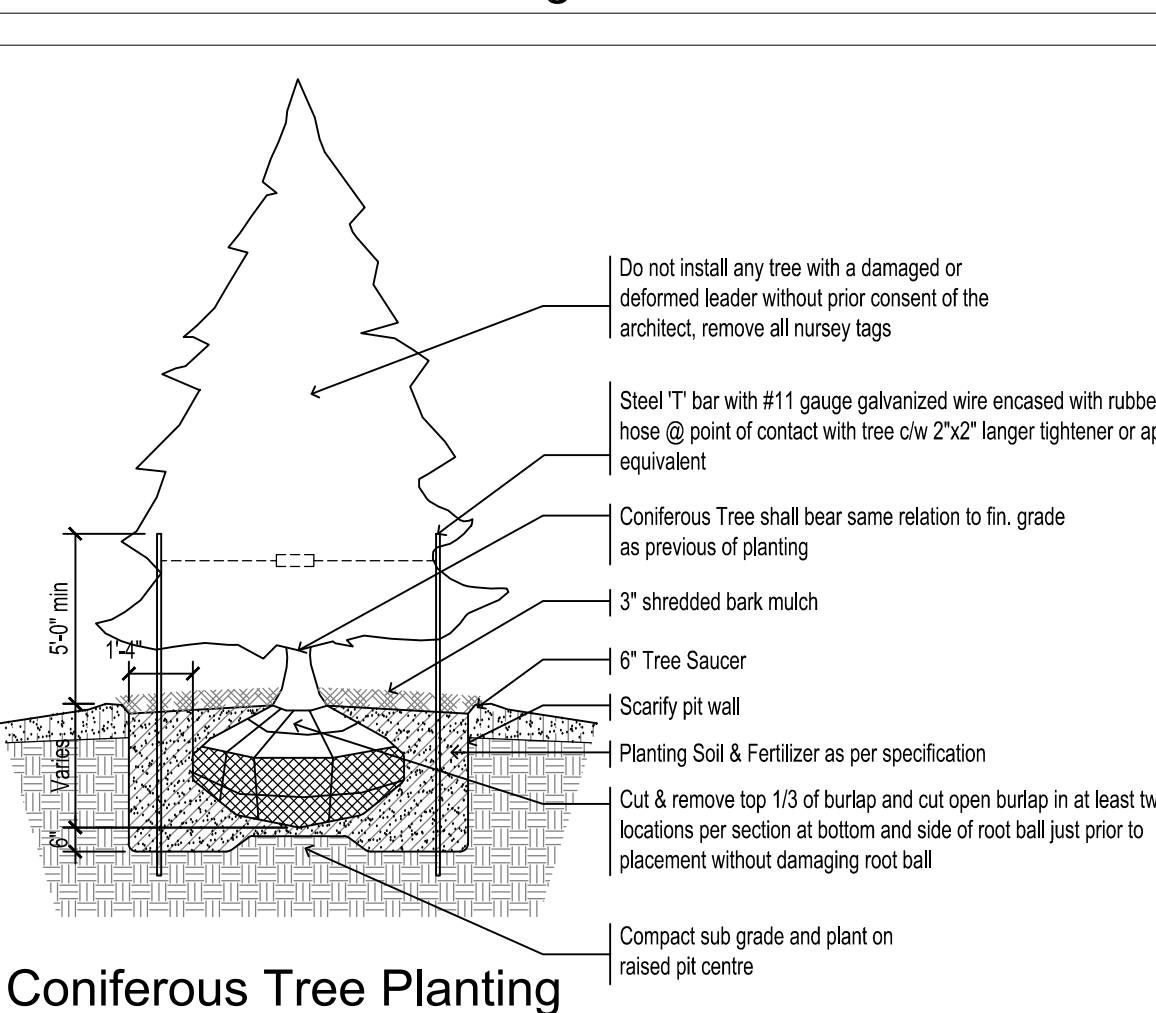 Do not install any tree with a damaged or
deformed leader without prior consent of the
architect, remove all nursey tags
Steel 'T' bar with #11 gauge galvanized wire encased with
hose @ point of contact with tree c/w 2"x2" langer tightener or
equivalent
Coniferous Tree shall bear same relation to fin. grade
as previous of planting
5'-0" min
3" shredded bark mulch
1'-4"
6" Tree Saucer
Scarify pit wall
Varies
Planting Soil & Fertilizer as per specification
Cut & remove top 1/3 of burlap and cut open burlap in at least
locations per section at bottom and side of root ball just prior to
placement without damaging root ball
6"
Compact sub grade and plant on
raised pit centre
Coniferous Tree Planting